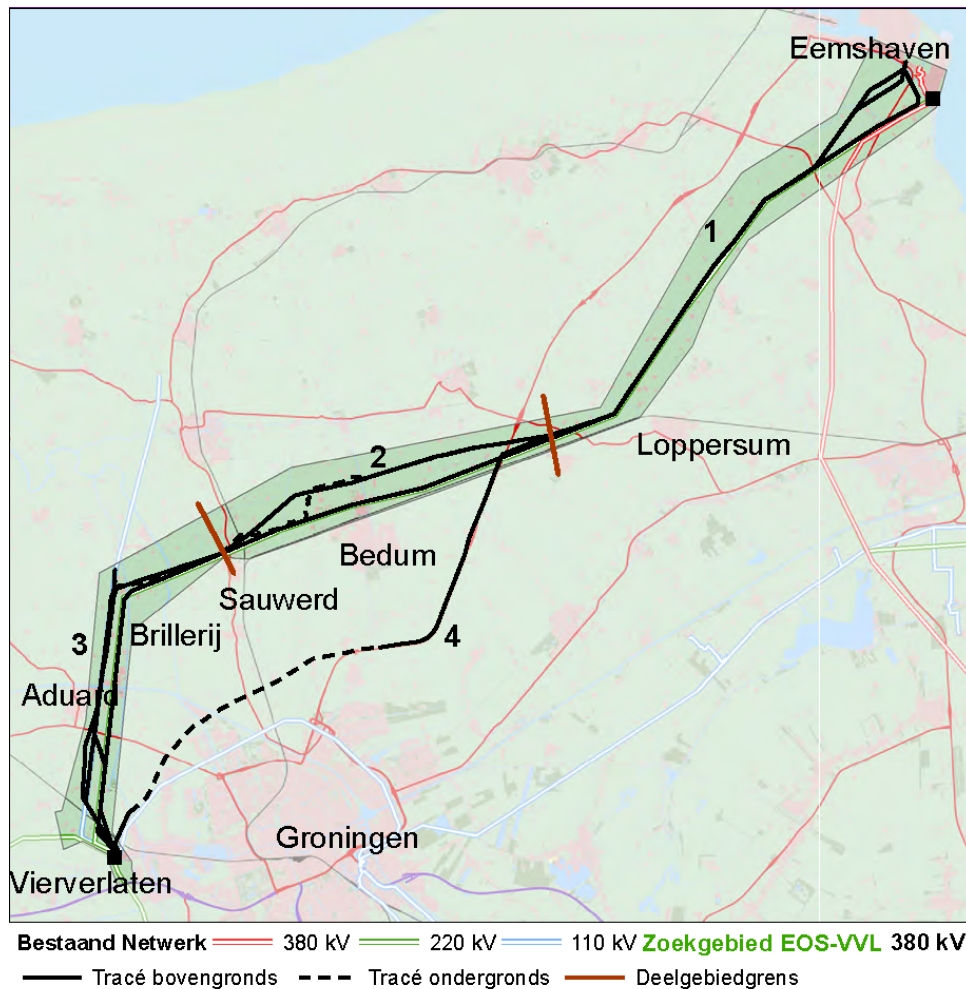 Eemshaven
1
2
Loppersum
Bedum
Sauwerd
Brillerij
3
4
Aduard
Groningen
Vierverlaten
Bestaand Netwerk 380 kV 220 kV 110 kV Zoekgebied EOS-VVL 380 kV
Tracé bovengronds Tracé ondergronds Deelgebiedgrens